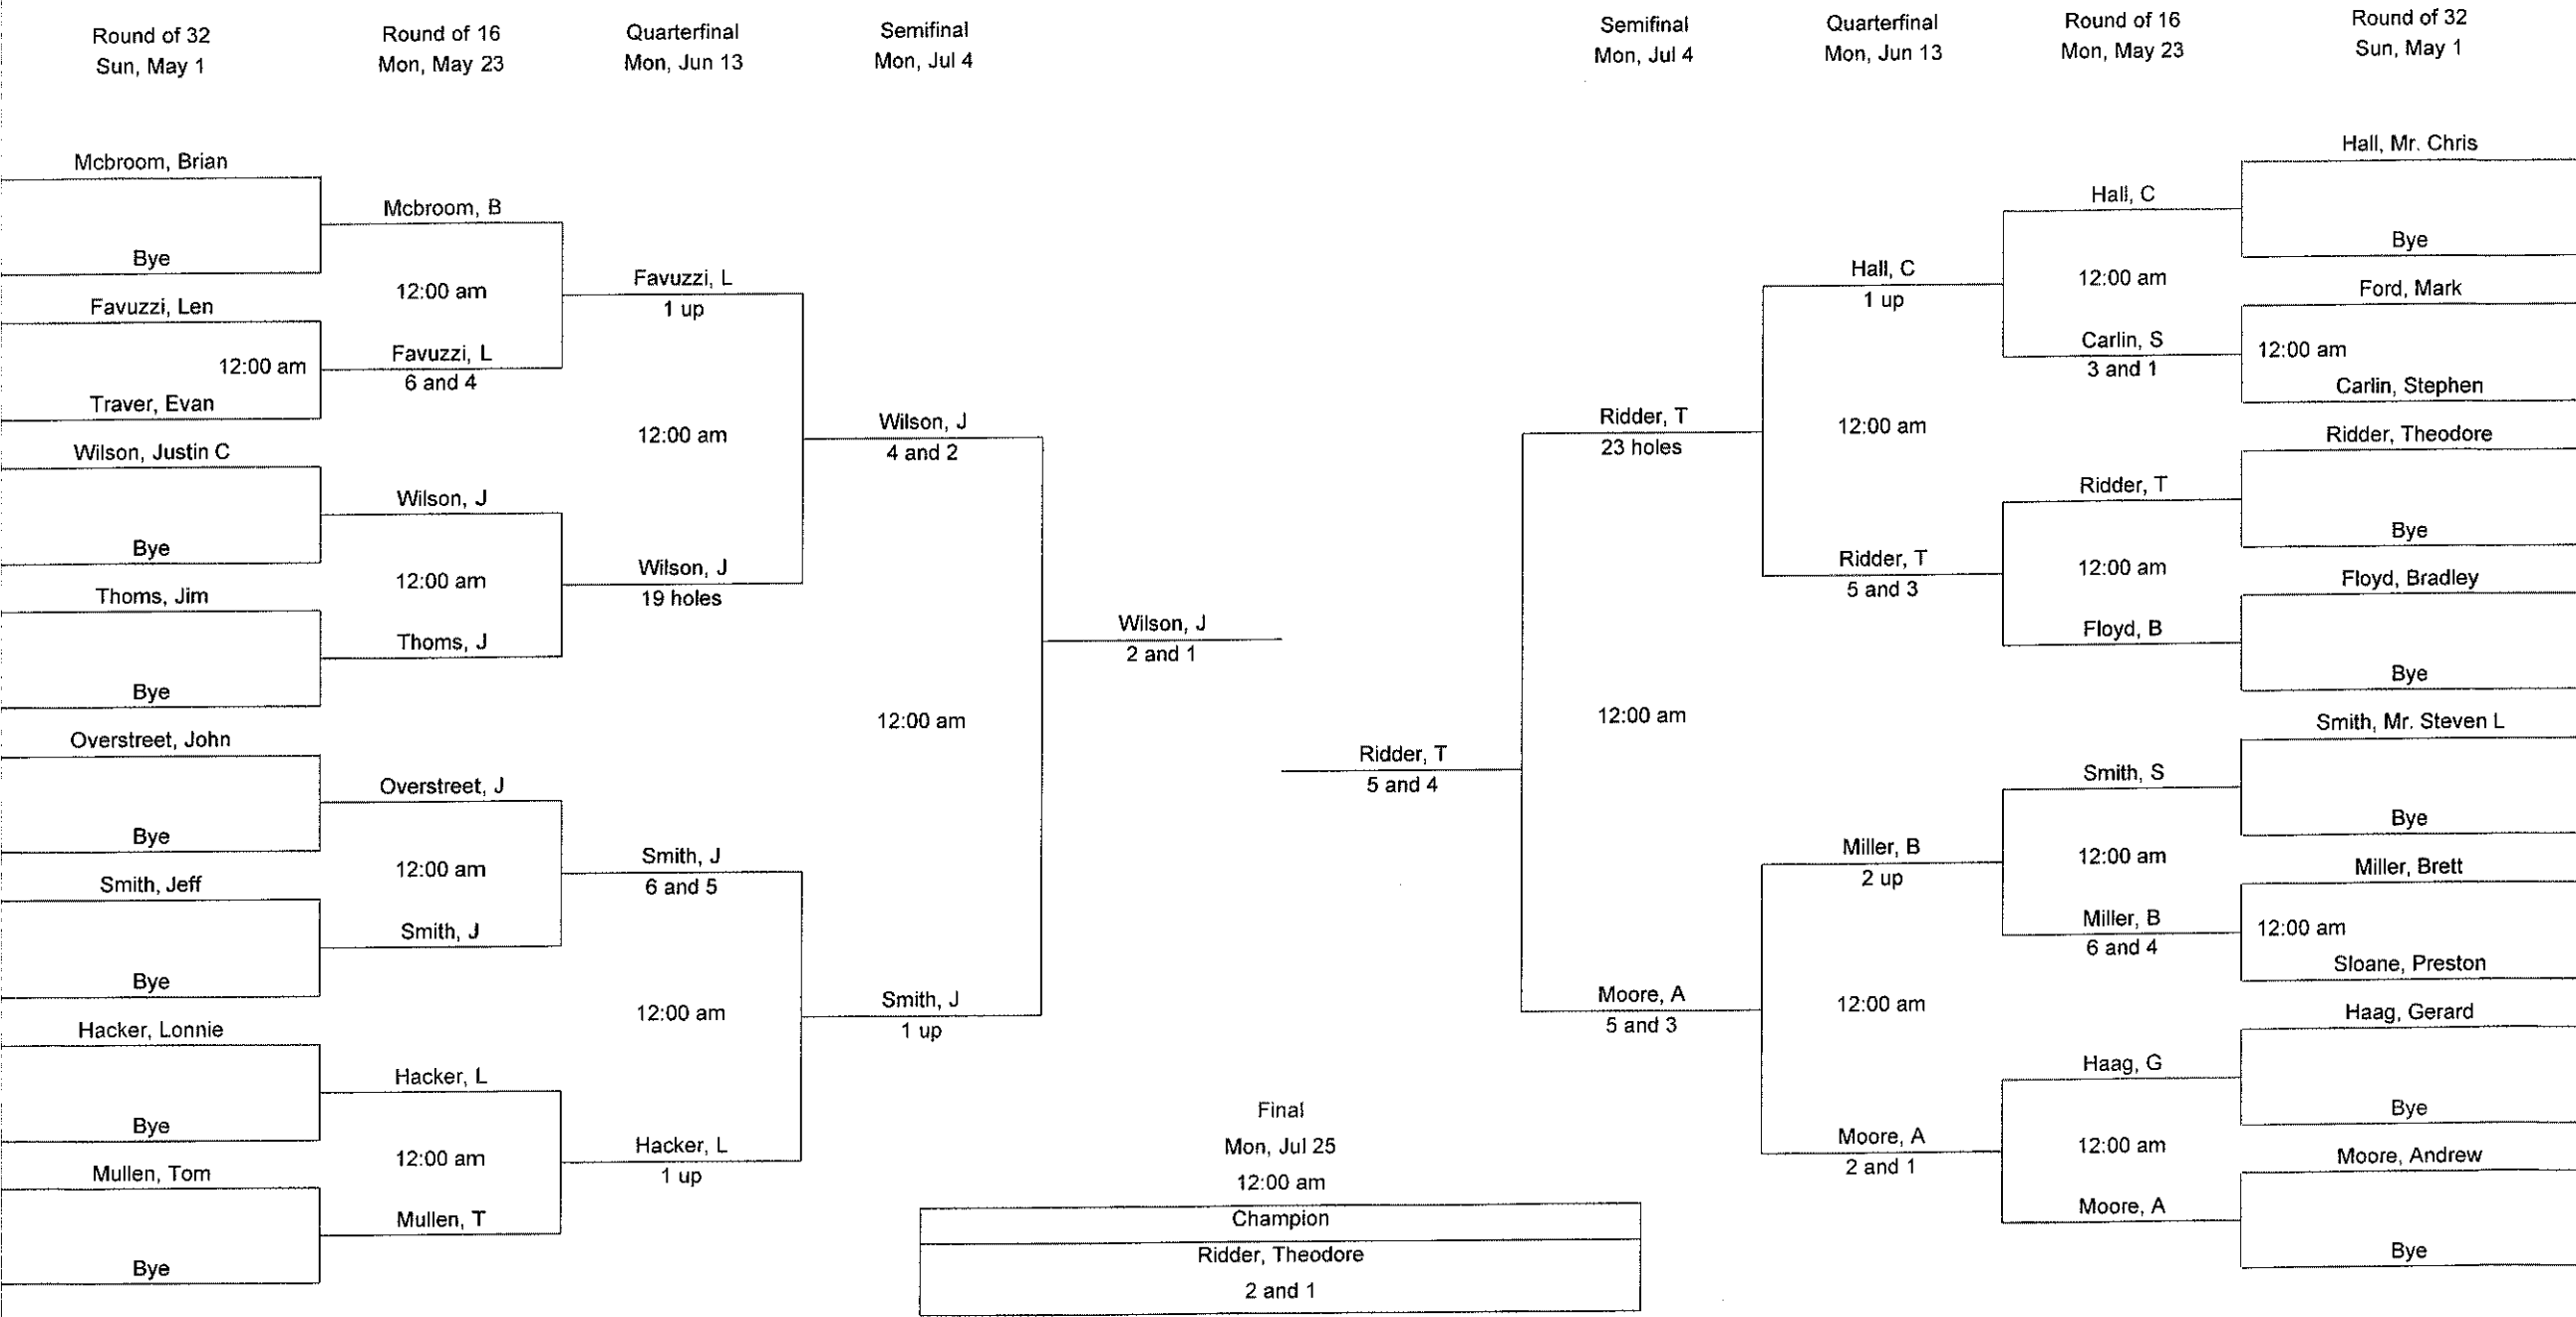 Round of 32
Sun, May 1
Round of 16
Mon, May 23
Quarterfinal
Mon, Jun 13
Semifinal
Mon, Jul 4
Semifinal
Mon, Jul 4
Quarterfinal
Mon, Jun 13
Round of 16
Mon, May 23
Round of 32
Sun, May 1
Mcbroom, Brian
Bye
Favuzzi, Len
12:00 am
Traver, Evan
Wilson, Justin C
Bye
Thoms, Jim
Bye
Overstreet, John
Bye
Smith, Jeff
Bye
Hacker, Lonnie
Bye
Mullen, Tom
Bye
Mcbroom, B
12:00 am
Favuzzi, L
6 and 4
Wilson, J
12:00 am
Thoms, J
Overstreet, J
12:00 am
Smith, J
Hacker, L
12:00 am
Mullen, T
Favuzzi, L
1 up
12:00 am
Wilson, J
19 holes
Smith, J
6 and 5
12:00 am
Hacker, L
1 up
Wilson, J
4 and 2
12:00 am
Smith, J
1 up
Wilson, J
2 and 1
Ridder, T
5 and 4
Final
Mon, Jul 25
12:00 am
Champion
Ridder, Theodore
2 and 1
Ridder, T
23 holes
12:00 am
Moore, A
5 and 3
Hall, C
1 up
12:00 am
Ridder, T
5 and 3
Miller, B
2 up
12:00 am
Moore, A
2 and 1
Hall, C
12:00 am
Carlin, S
3 and 1
Ridder, T
12:00 am
Floyd, B
Smith, S
12:00 am
Miller, B
6 and 4
Haag, G
12:00 am
Moore, A
Hall, Mr. Chris
Bye
Ford, Mark
12:00 am
Carlin, Stephen
Ridder, Theodore
Bye
Floyd, Bradley
Bye
Smith, Mr. Steven L
Bye
Miller, Brett
12:00 am
Sloane, Preston
Haag, Gerard
Bye
Moore, Andrew
Bye